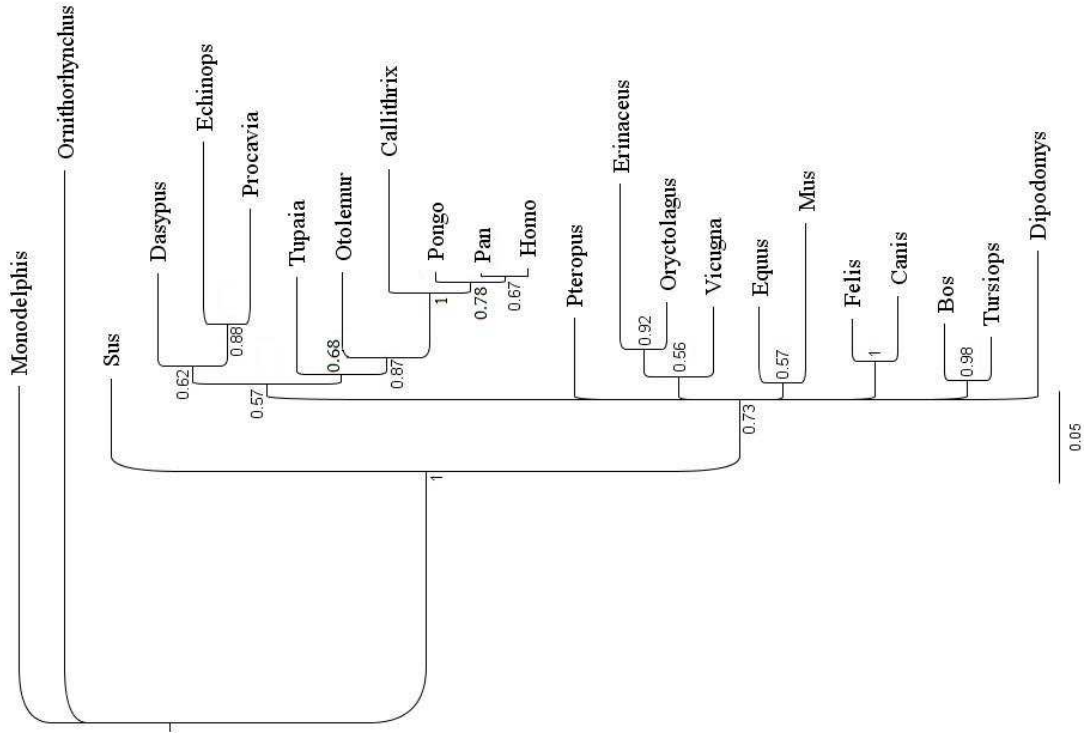 Monodelphis
Ornithorhynchus
Sus
Dasypus
Echinops
Procavia
Tupaia
Otolemur
Callithrix
Pongo
Pan
Homo
Pteropus
Erinaceus
Oryctolagus
Vicugna
Equus
Mus
Felis
Canis
Bos
Tursiops
Dipodomys
0.62
0.88
0.57
0.68
0.87
1
0.78
0.67
0.92
0.56
0.57
1
0.98
0.73
1
0.05